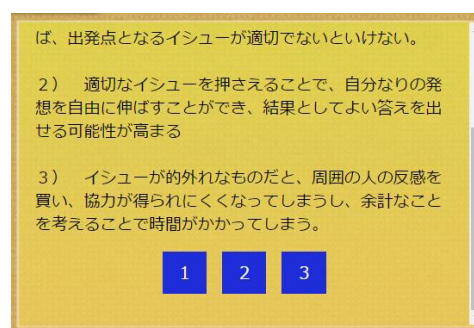 ば、出発点となるイシューが適切でないといけない。
２）　適切なイシューを押さえることで、自分なりの発
想を自由に伸ばすことができ、結果としてよい答えを出
せる可能性が高まる
３）　イシューが的外れなものだと、周囲の人の反感を
買い、協力が得られにくくなってしまうし、余計なこと
を考えることで時間がかかってしまう。
1 2 3